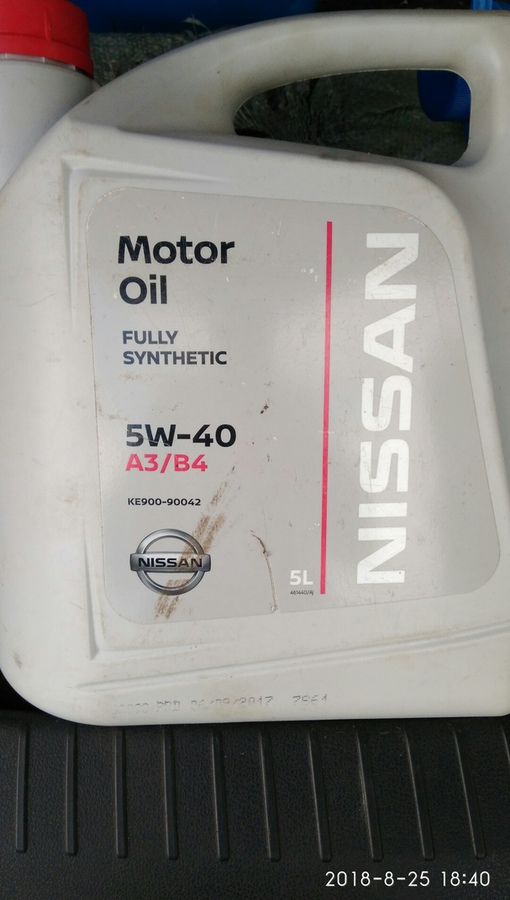 Motor
Oil
FULLY
SYNTHETIC
5W-40
A3/B4
KE900-90042
NISSAN
5L
NISSAN
2018-8-25 18:40